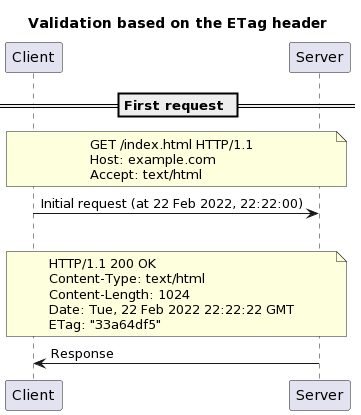 Validation based on the ETag header
Client
Server
First request
GET /index.html HTTP/1.1
Host: example.com
Accept: text/html
Initial request (at 22 Feb 2022, 22:22:00)
HTTP/1.1 200 OK
Content-Type: text/html
Content-Length: 1024
Date: Tue, 22 Feb 2022 22:22:22 GMT
ETag: "33a64df5"
Response
Client
Server